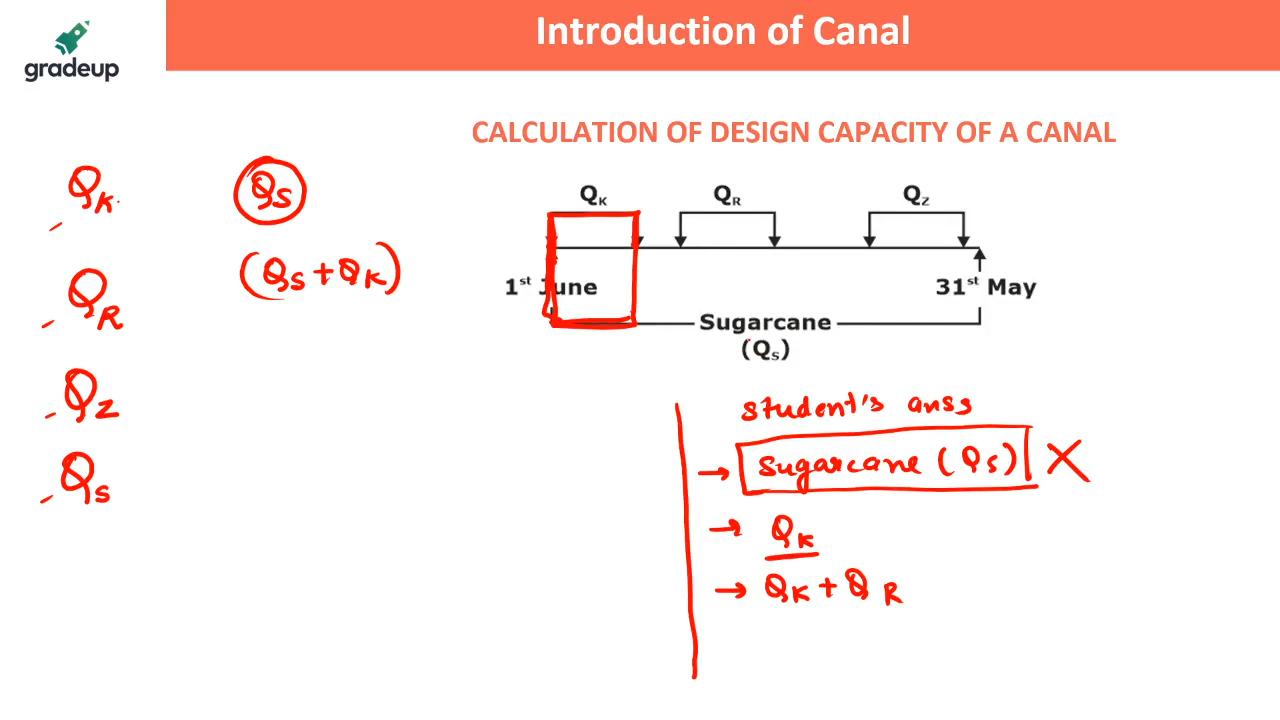 Introduction of Canal
gradeup
CALCULATION OF DESIGN CAPACITY OF A CANAL
QK
QR
QZ
1st June
31st May
Sugarcane
(Qs)
QK
QS
(QS + QK)
QR
QZ
QS
student's anss
→ Sugarcane (QS) X
→ QK
→ QK + QR